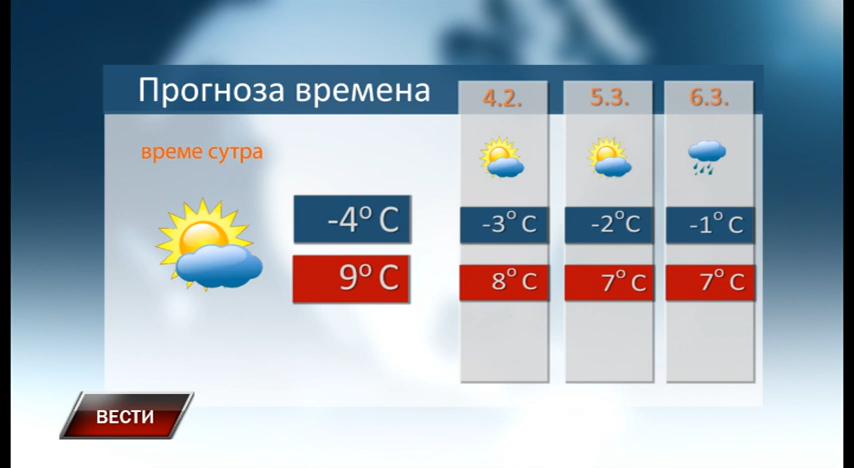 Прогноза времена
време сутра
-4° C
9° C
4.2.
-3° C
8° C
5.3.
-2°C
7° C
6.3.
-1° C
7° C
ВЕСТИ